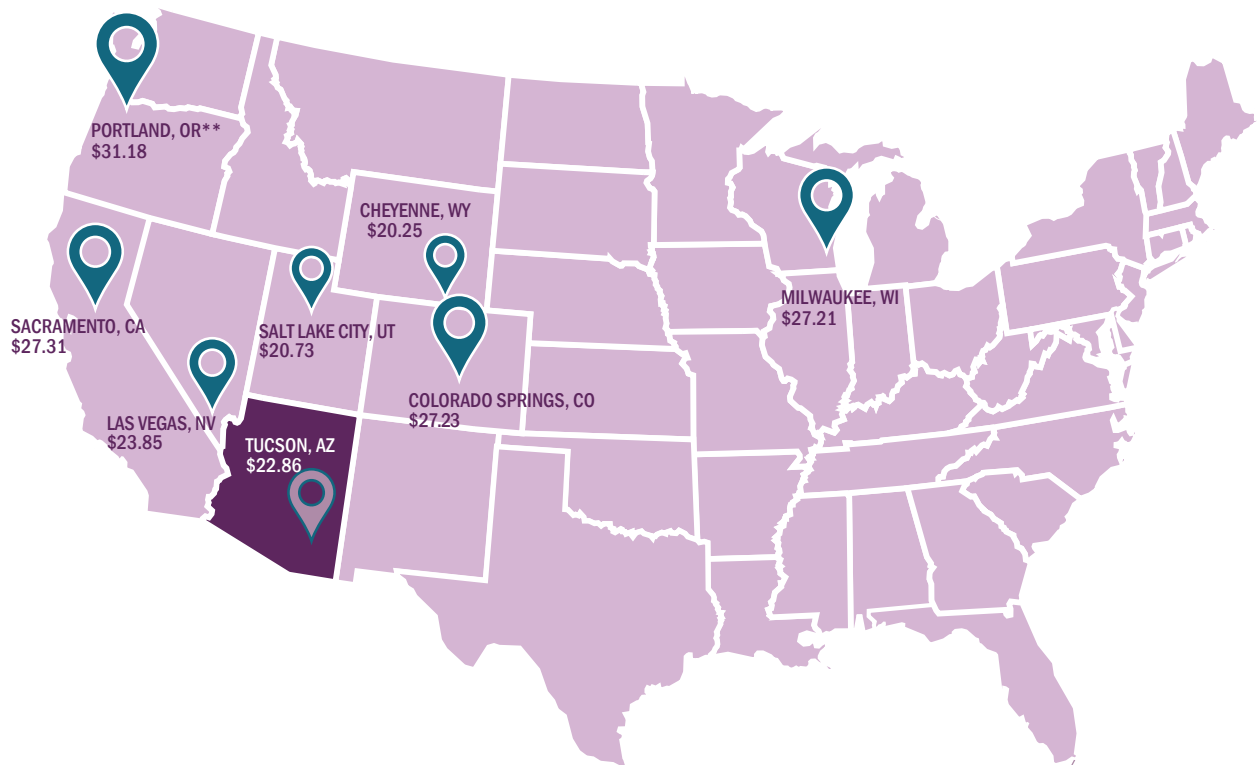 PORTLAND, OR**
$31.18
CHEYENNE, WY
$20.25
MILWAUKEE, WI
$27.21
SACRAMENTO, CA
$27.31
SALT LAKE CITY, UT
$20.73
COLORADO SPRINGS, CO
$27.23
LAS VEGAS, NV
$23.85
TUCSON, AZ
$22.86